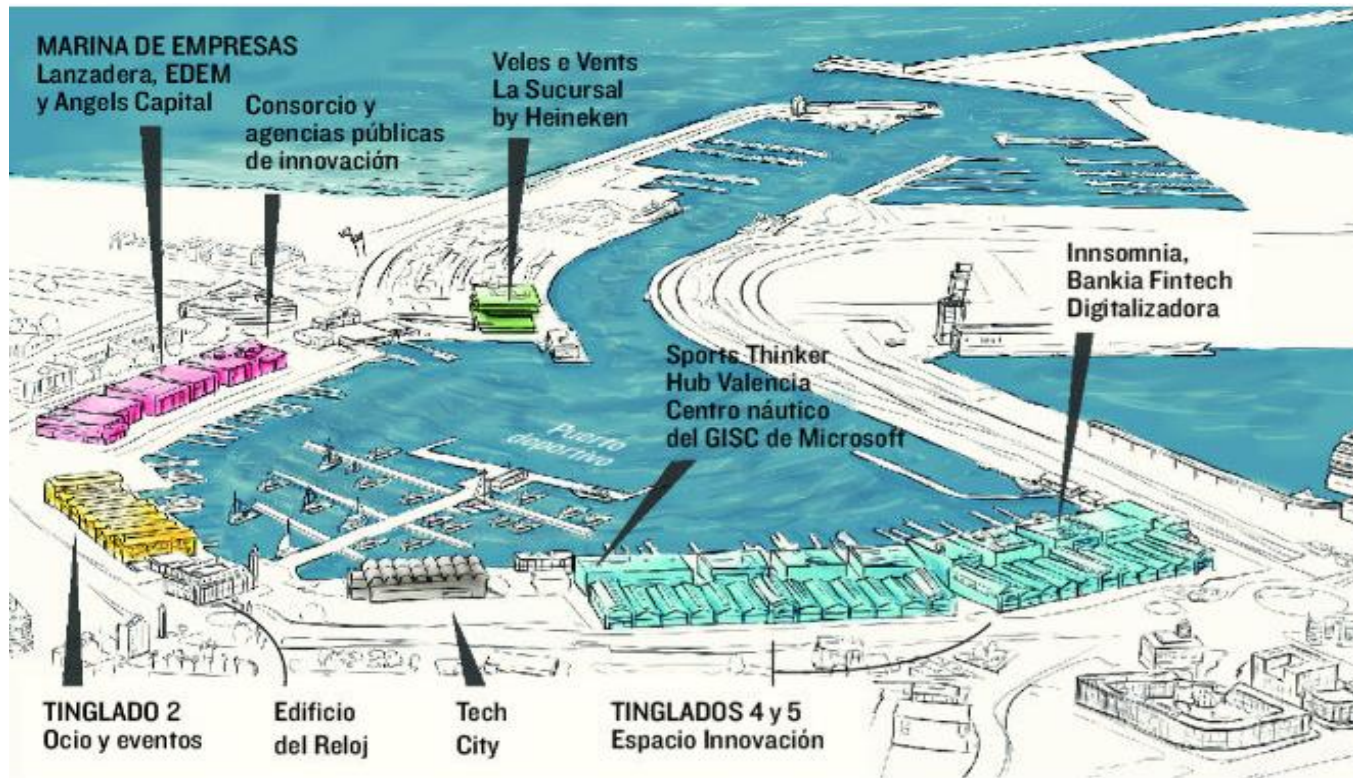 MARINA DE EMPRESAS
Lanzadera, EDEM
y Angels Capital
Consorcio y
agencias públicas
de innovación
Veles e Vents
La Sucursal
by Heineken
Innsomnia,
Bankia Fintech
Digitalizadora
Sports Thinker
Hub Valencia
Centro náutico
del GISC de Microsoff
Puerto
deportivo
TINGLADO 2
Ocio y eventos
Edificio
del Reloj
Tech
City
TINGLADOS 4 y 5
Espacio Innovación